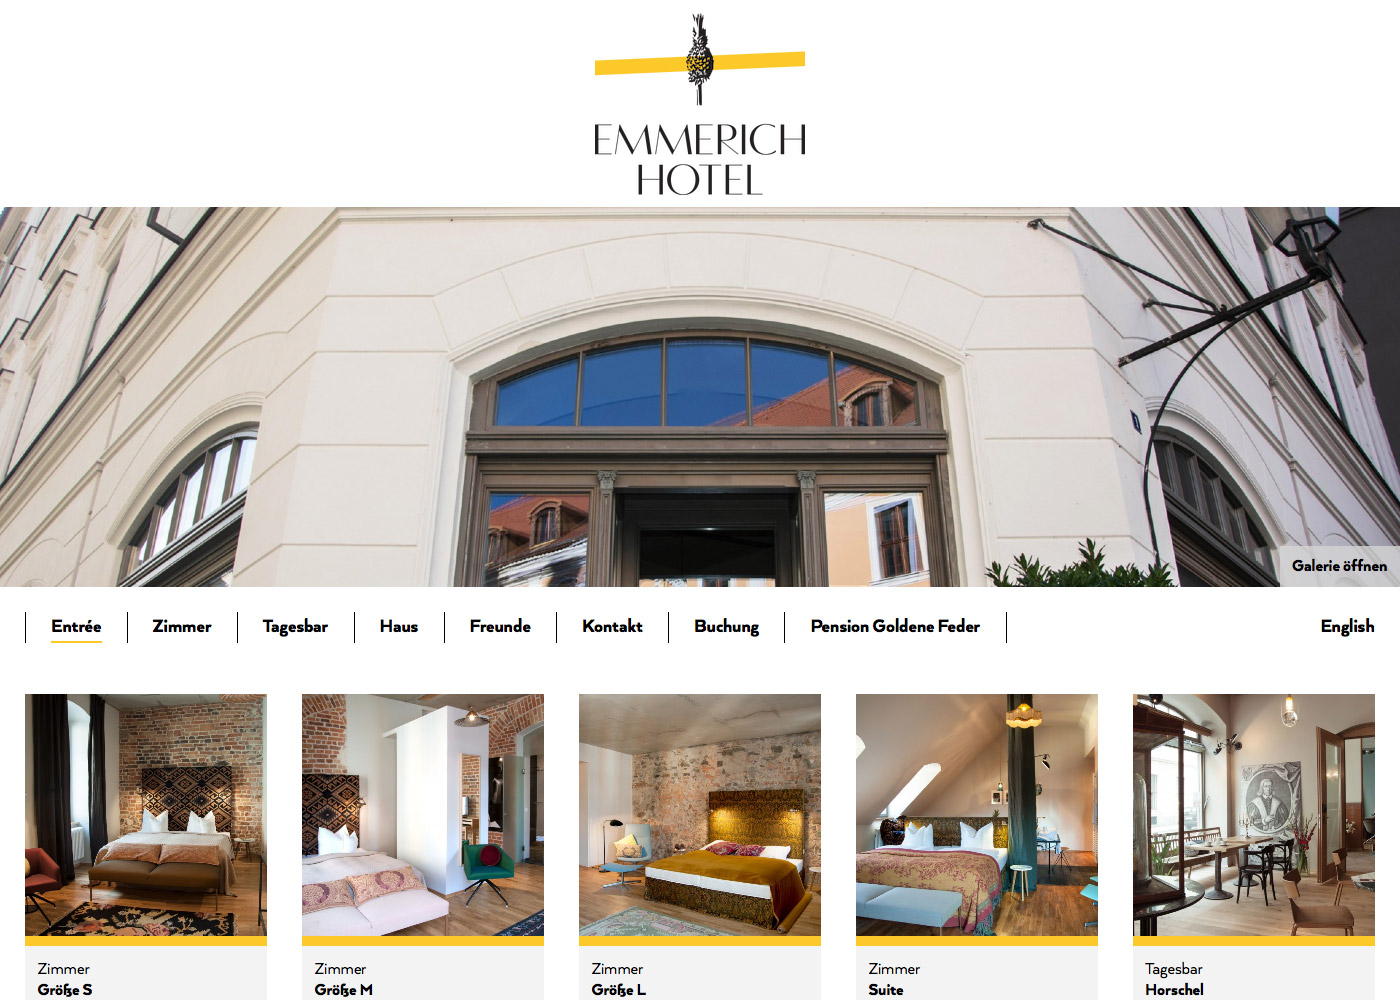 EMMERICH
HOTEL
Galerie öffnen
Entrée Zimmer Tagesbar Haus Freunde Kontakt Buchung Pension Goldene Feder English
Zimmer
Größe S
Zimmer
Größe M
Zimmer
Größe L
Zimmer
Suite
Tagesbar
Horschel